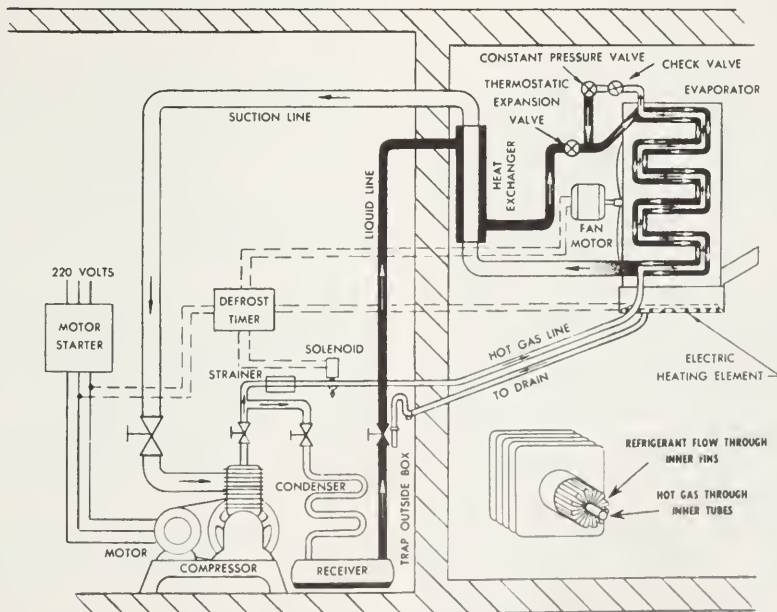 CONSTANT PRESSURE VALVE
CHECK VALVE
THERMOSTATIC
EXPANSION
VALVE
EVAPORATOR
SUCTION LINE
HEAT
EXCHANGER
LIQUID LINE
FAN
MOTOR
220 VOLTS
MOTOR
STARTER
DEFROST
TIMER
SOLENOID
STRAINER
HOT GAS LINE
TO DRAIN
ELECTRIC
HEATING ELEMENT
CONDENSER
TRAP OUTSIDE BOX
REFRIGERANT FLOW THROUGH
INNER FINS
HOT GAS THROUGH
INNER TUBES
MOTOR
COMPRESSOR
RECEIVER